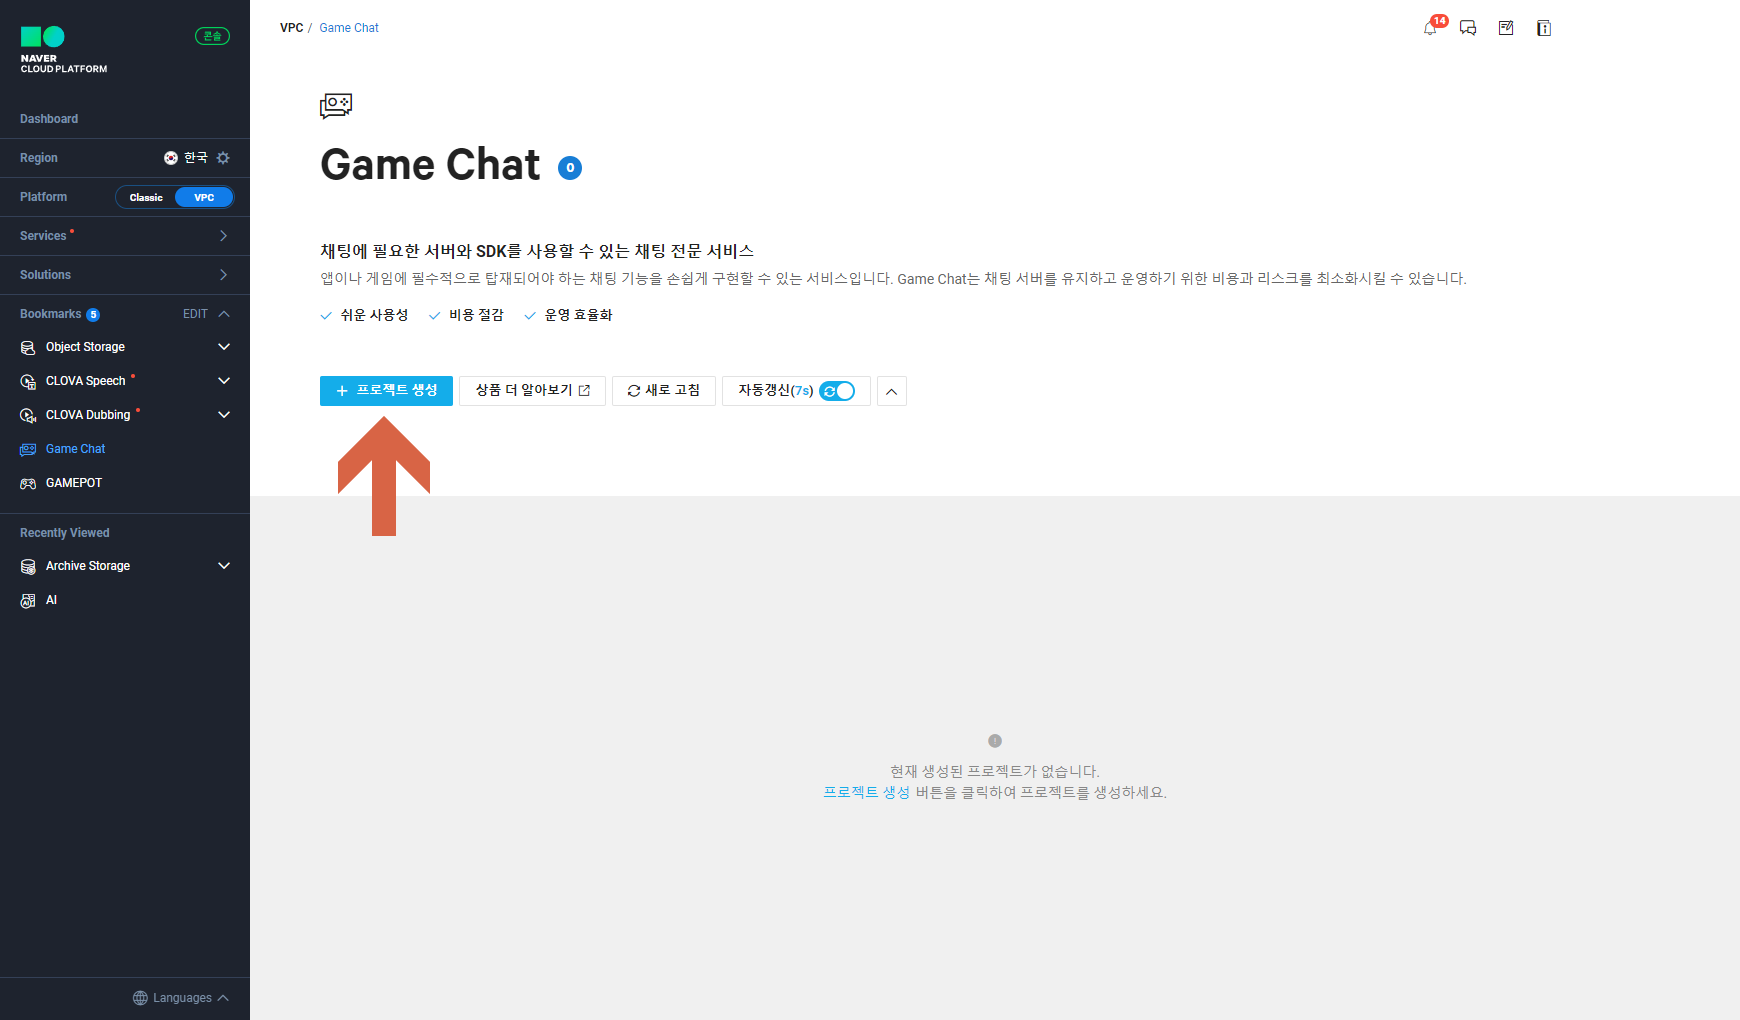 NAVER
CLOUD PLATFORM
콘솔
Dashboard
Region 한국
Platform Classic VPC
Services
Solutions
Bookmarks 5 EDIT
Object Storage
CLOVA Speech
CLOVA Dubbing
Game Chat
GAMEPOT
Recently Viewed
Archive Storage
AI
Languages
VPC / Game Chat
14
Game Chat 0
채팅에 필요한 서버와 SDK를 사용할 수 있는 채팅 전문 서비스
앱이나 게임에 필수적으로 탑재되어야 하는 채팅 기능을 손쉽게 구현할 수 있는 서비스입니다. Game Chat는 채팅 서버를 유지하고 운영하기 위한 비용과 리스크를 최소화시킬 수 있습니다.
쉬운 사용성 비용 절감 운영 효율화
+ 프로젝트 생성 상품 더 알아보기 새로 고침 자동갱신(7s)
현재 생성된 프로젝트가 없습니다.
프로젝트 생성 버튼을 클릭하여 프로젝트를 생성하세요.